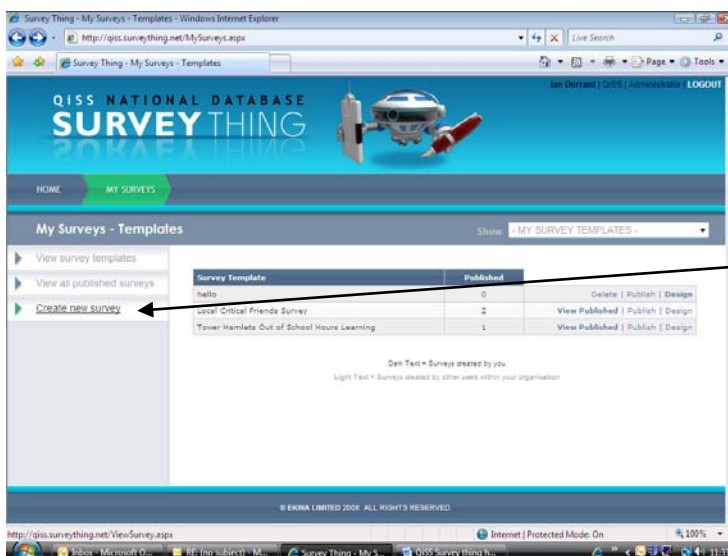 Survey Thing - My Surveys - Templates - Windows Internet Explorer
http://qiss.surveything.net/MySurveys.aspx
Live Search
Survey Thing - My Surveys - Templates
Page Tools
Ian Durrant | QiSS | Administrator | LOGOUT
QiSS NATIONAL DATABASE
SURVEY THING
HOME MY SURVEYS
My Surveys - Templates
Show - MY SURVEY TEMPLATES -
View survey templates
View all published surveys
Create new survey
Survey Template Published
hello 0 Delete | Publish | Design
Local Critical Friends Survey 2 View Published | Publish | Design
Tower Hamlets Out of School Hours Learning 1 View Published | Publish | Design
Dark Text = Surveys created by you
Light Text = Surveys created by other users within your organisation
© EKINA LIMITED 2008. ALL RIGHTS RESERVED.
http://qiss.surveything.net/ViewSurvey.aspx
Internet | Protected Mode: On 100%
Inbox - Microsoft O... RE: (no subject) - M... Survey Thing - My S... QiSS Survey thing h...